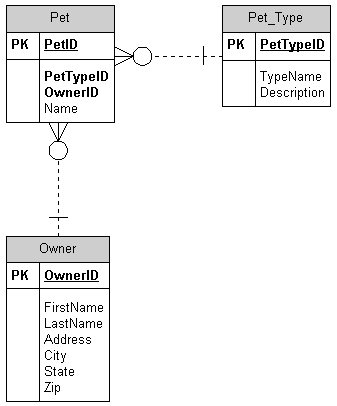 Pet
PK PetID
PetTypeID
OwnerID
Name
Pet_Type
PK PetTypeID
TypeName
Description
Owner
PK OwnerID
FirstName
LastName
Address
City
State
Zip